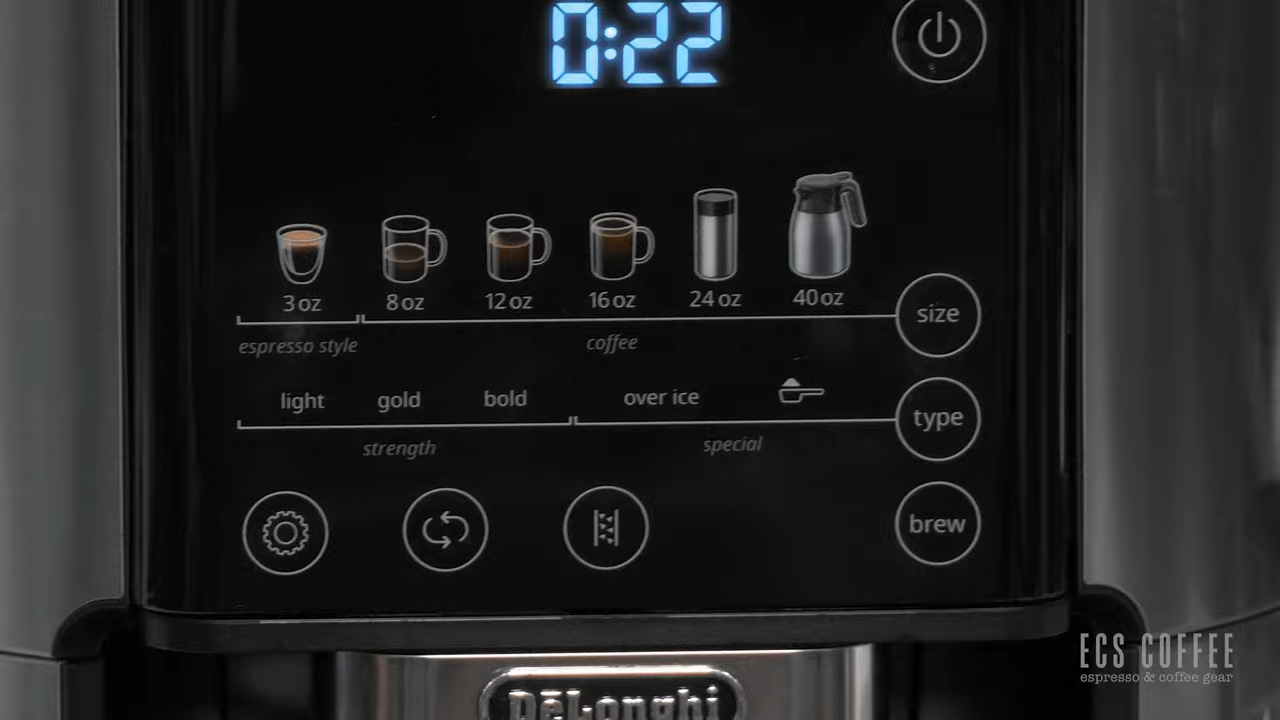 0:22
3 oz 8 oz 12 oz 16 oz 24 oz 40 oz
size
espresso style coffee
light gold bold over ice
type
strength special
brew
ECS COFFEE
espresso & coffee gear
DēLonghi